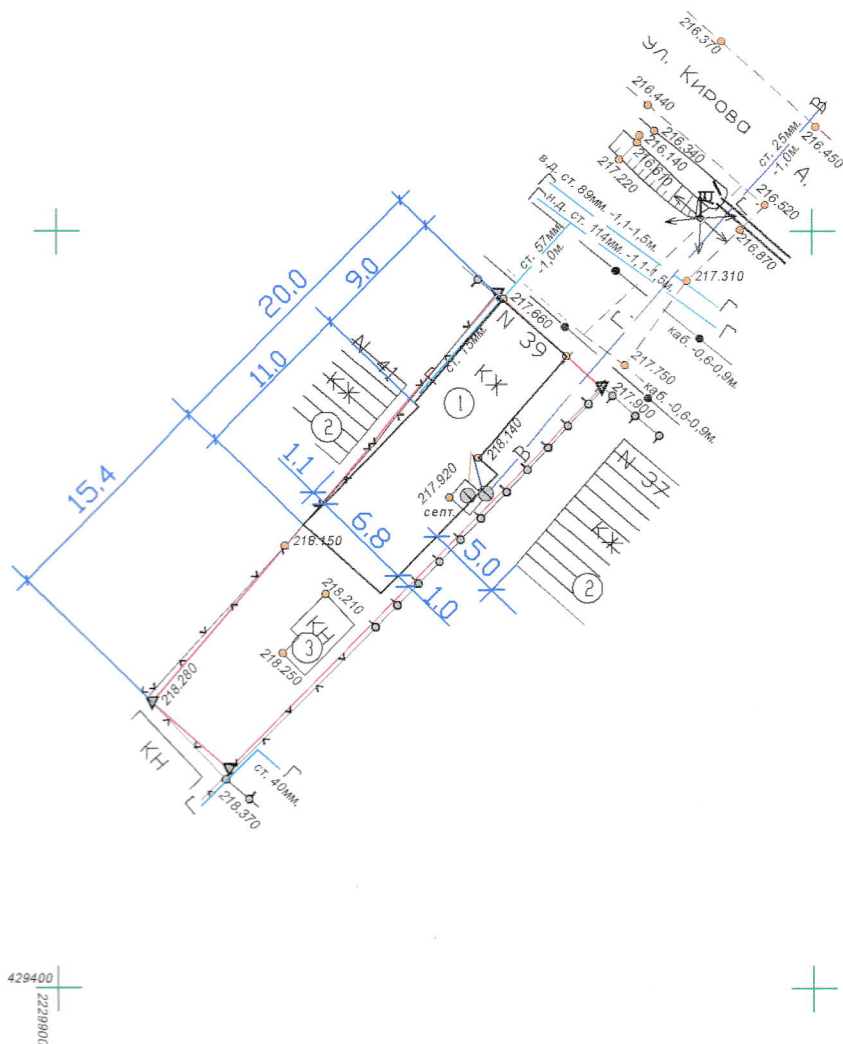 216.370
ул. Кирова
216.440
216.340
216.140
216.610
217.220
В
ст. 25мм.
-1,0м.
216.450
А.
216.520
216.870
в.д. ст. 89мм. -1,1-1,5м.
н.д. ст. 114мм. -1,1-1,5м.
Г
Г
ст. 57мм.
-1,0м.
217.310
Г
Г
Г
20.0
9.0
11.0
217.660
N 39
каб. -0,6-0,9м.
217.750
каб. -0,6-0,9м.
217.900
N 41
ст. 15мм.
КЖ
КЖ
1
2
218.140
В
N 37
КЖ
2
15.4
1.1
217.920
септ.
6.8
5.0
1.0
218.150
218.210
КН
3
218.250
218.280
КН
Г
ст. 40мм.
Г
218.370
429400
2229900